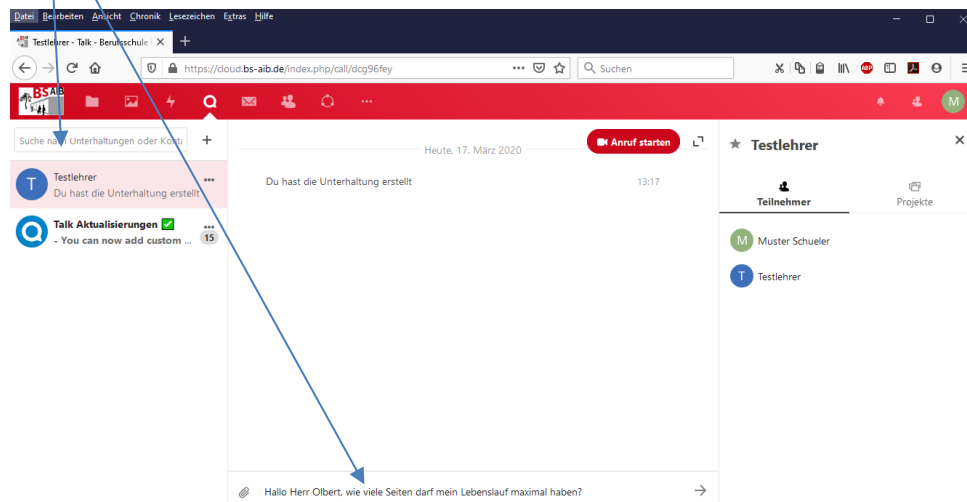 Datei Bearbeiten Ansicht Chronik Lesezeichen Extras Hilfe
Testlehrer - Talk - Berufsschule
https://cloud.bs-aib.de/index.php/call/dcg96fey
Suchen
BS AIB
M
Suche nach Unterhaltungen oder Kont
Heute, 17. März 2020
Anruf starten
Testlehrer
T
Testlehrer
Du hast die Unterhaltung erstellt
Du hast die Unterhaltung erstellt
13:17
Teilnehmer
Projekte
Talk Aktualisierungen ✅
- You can now add custom ...
15
M
Muster Schueler
T
Testlehrer
Hallo Herr Olbert, wie viele Seiten darf mein Lebenslauf maximal haben?